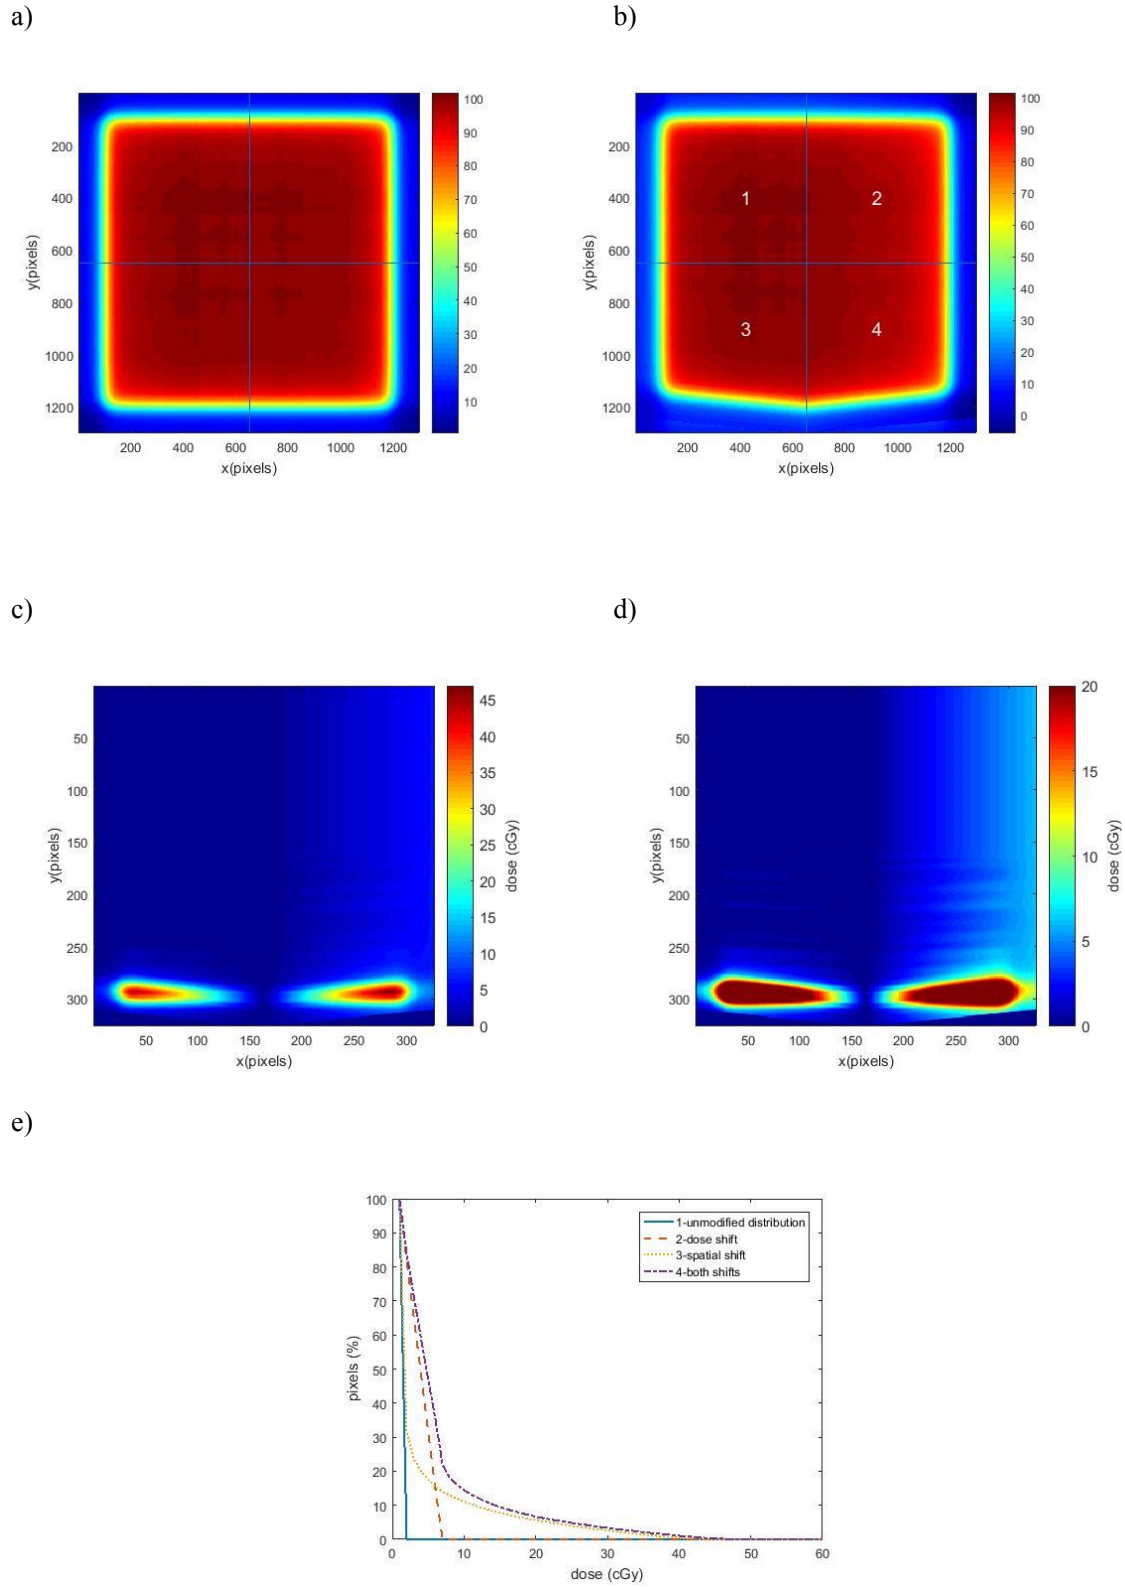 a)
b)
100
90
80
70
60
50
40
30
20
10
200
400
600
800
1000
1200
y(pixels)
200 400 600 800 1000 1200
x(pixels)
100
90
80
70
60
50
40
30
20
10
0
200
400
600
800
1000
1200
y(pixels)
200 400 600 800 1000 1200
x(pixels)
1 2
3 4
c)
d)
50
100
150
200
250
300
y(pixels)
50 100 150 200 250 300
x(pixels)
45
40
35
30
25
20
15
10
5
0
dose (cGy)
50
100
150
200
250
300
y(pixels)
50 100 150 200 250 300
x(pixels)
20
15
10
5
0
dose (cGy)
e)
100
90
80
70
60
50
40
30
20
10
0
pixels (%)
1-unmodified distribution
2-dose shift
3-spatial shift
4-both shifts
0 10 20 30 40 50 60
dose (cGy)